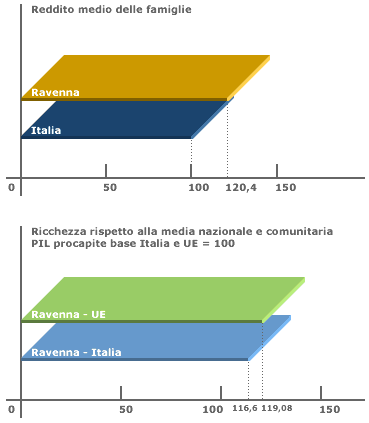 Reddito medio delle famiglie
Ravenna
Italia
0 50 100 120,4 150
Ricchezza rispetto alla media nazionale e comunitaria
PIL procapite base Italia e UE = 100
Ravenna - UE
Ravenna - Italia
0 50 100 116,6 119,08 150